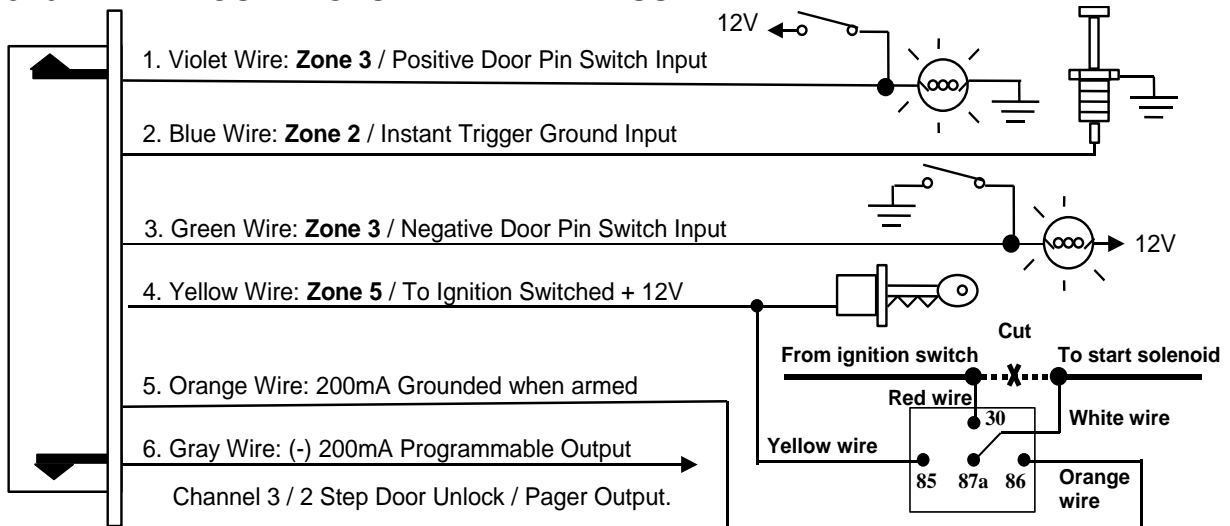 12V
1. Violet Wire: Zone 3 / Positive Door Pin Switch Input
2. Blue Wire: Zone 2 / Instant Trigger Ground Input
3. Green Wire: Zone 3 / Negative Door Pin Switch Input
12V
4. Yellow Wire: Zone 5 / To Ignition Switched + 12V
Cut
From ignition switch
To start solenoid
X
5. Orange Wire: 200mA Grounded when armed
Red wire
30
White wire
6. Gray Wire: (-) 200mA Programmable Output
Yellow wire
Channel 3 / 2 Step Door Unlock / Pager Output.
85 87a 86
Orange
wire